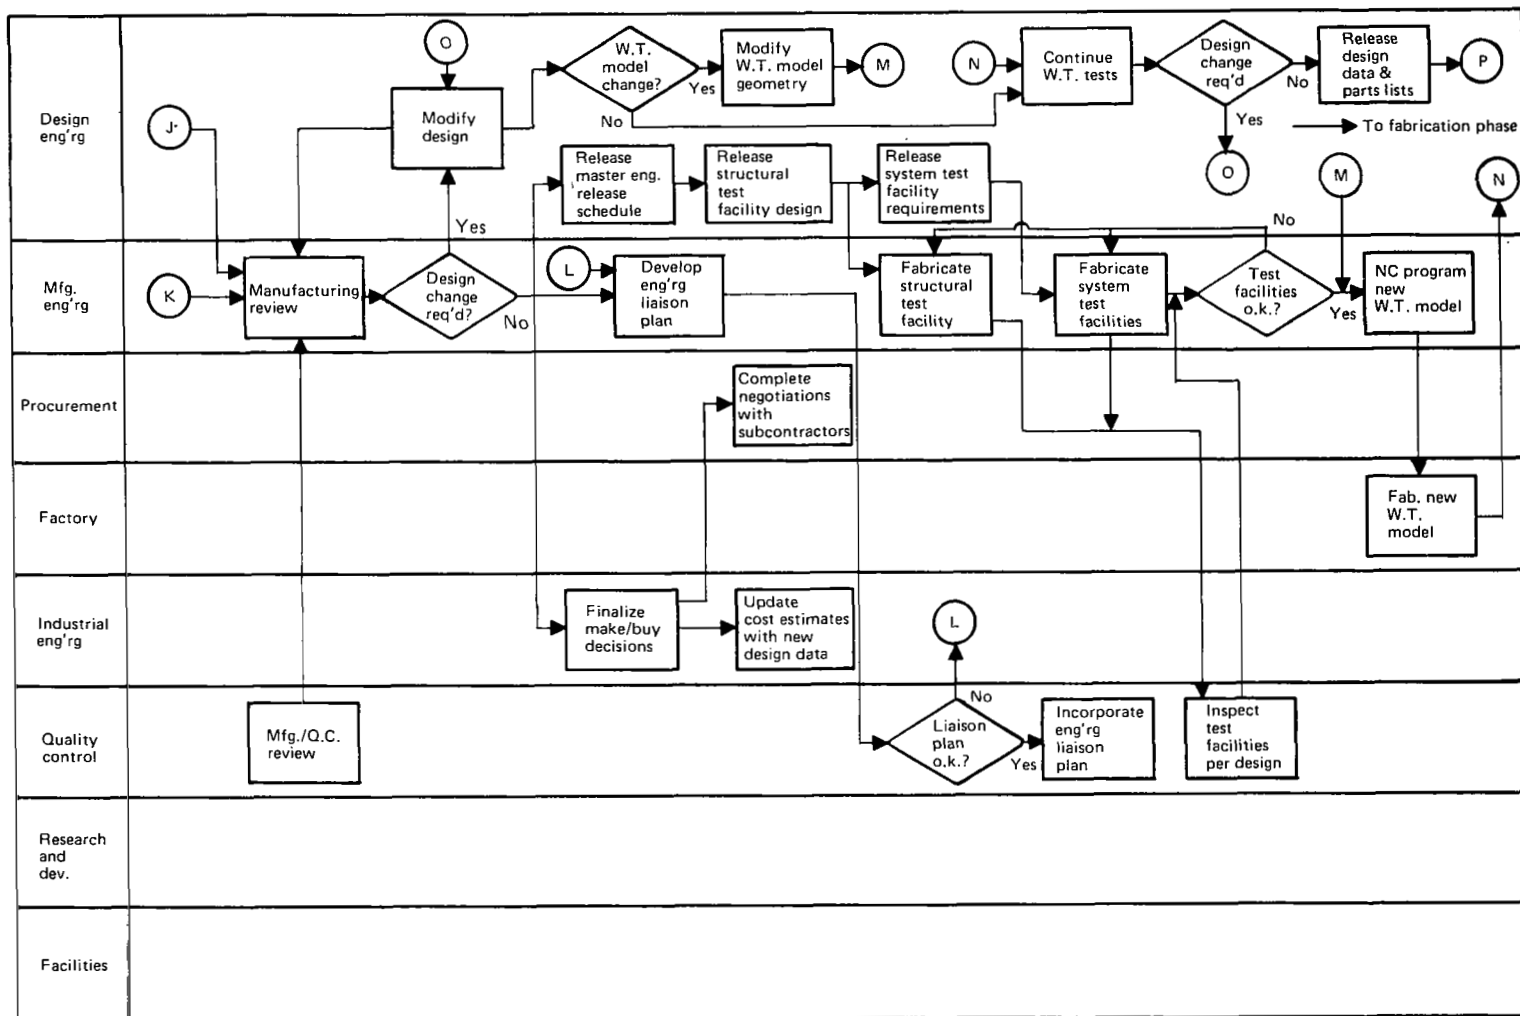 Design
eng'rg
O
Modify
design
J
Yes
W.T.
model
change?
Yes
No
Modify
W.T. model
geometry
M
N
Continue
W.T. tests
Design
change
req'd
No
Yes
O
Release
design
data &
parts lists
P
To fabrication phase
Release
master eng.
release
schedule
Release
structural
test
facility design
Release
system test
facility
requirements
M
N
No
Mfg.
eng'rg
K
Manufacturing
review
Design
change
req'd?
No
L
Develop
eng'rg
liaison
plan
Fabricate
structural
test
facility
Fabricate
system
test
facilities
Test
facilities
o.k.?
Yes
NC program
new
W.T. model
Procurement
Complete
negotiations
with
subcontractors
Factory
Fab. new
W.T.
model
Industrial
eng'rg
Finalize
make/buy
decisions
Update
cost estimates
with new
design data
L
No
Quality
control
Mfg./Q.C.
review
Liaison
plan
o.k.?
Yes
Incorporate
eng'rg
liaison
plan
Inspect
test
facilities
per design
Research
and
dev.
Facilities